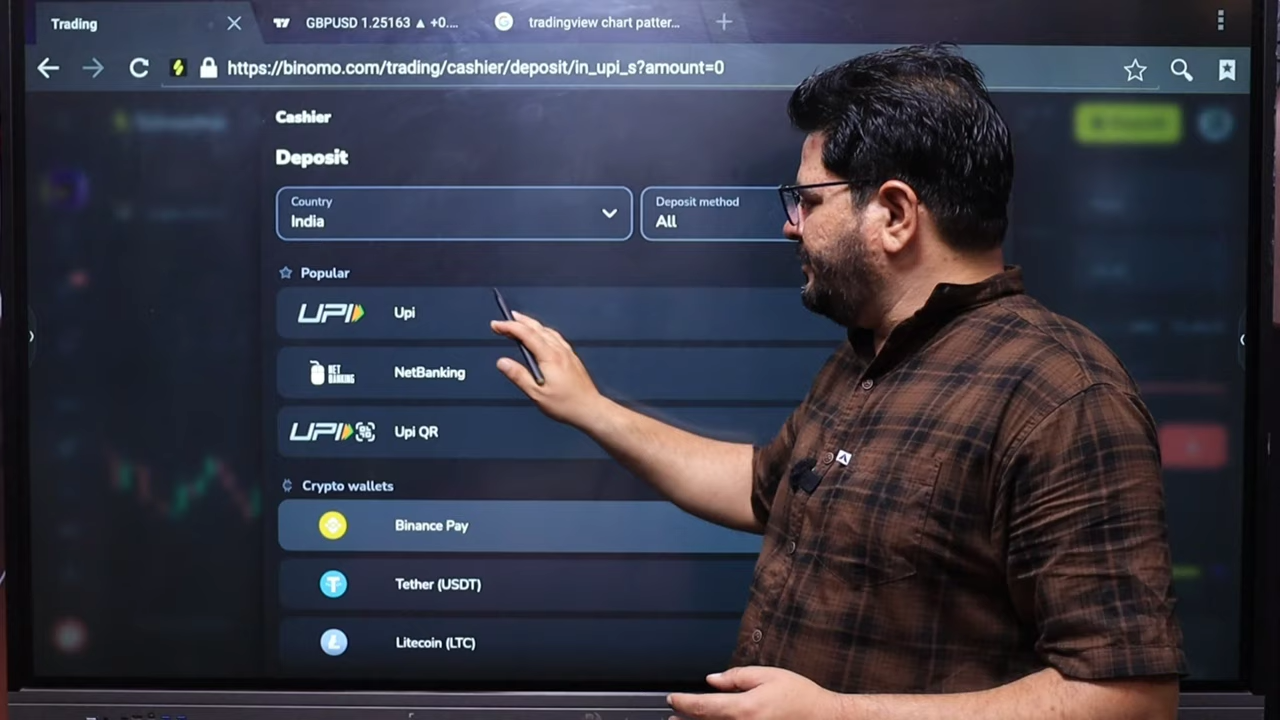 Trading
GBPUSD 1.25163 ▲ +0....
tradingview chart patter...
https://binomo.com/trading/cashier/deposit/in_upi_s?amount=0
Cashier
Deposit
Country
India
Deposit method
All
Popular
UPI Upi
NET BANKING NetBanking
UPI Upi QR
Crypto wallets
Binance Pay
Tether (USDT)
Litecoin (LTC)